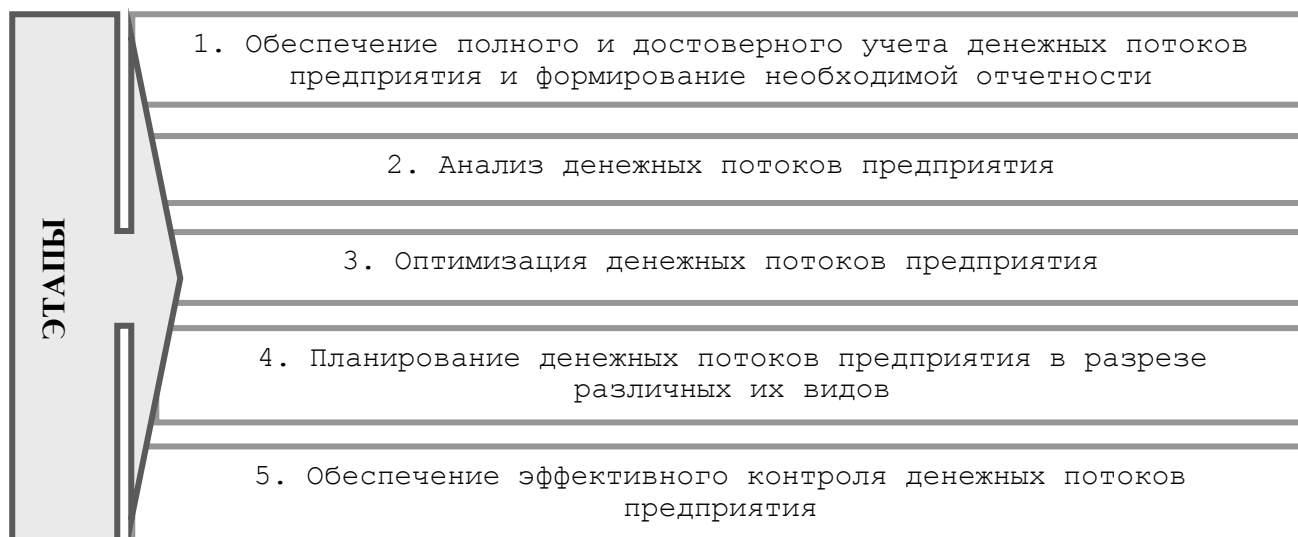 ЭТАПЫ
1. Обеспечение полного и достоверного учета денежных потоков
предприятия и формирование необходимой отчетности
2. Анализ денежных потоков предприятия
3. Оптимизация денежных потоков предприятия
4. Планирование денежных потоков предприятия в разрезе
различных их видов
5. Обеспечение эффективного контроля денежных потоков
предприятия